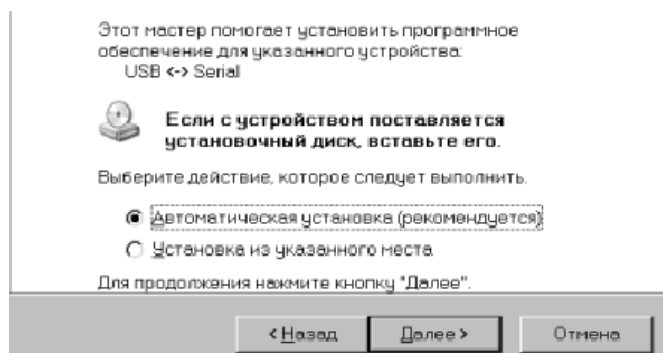 Этот мастер помогает установить программное
обеспечение для указанного устройства:
USB <-> Serial
Если с устройством поставляется
установочный диск, вставьте его.
Выберите действие, которое следует выполнить.
Автоматическая установка (рекомендуется)
Установка из указанного места
Для продолжения нажмите кнопку "Далее".
< Назад Далее > Отмена